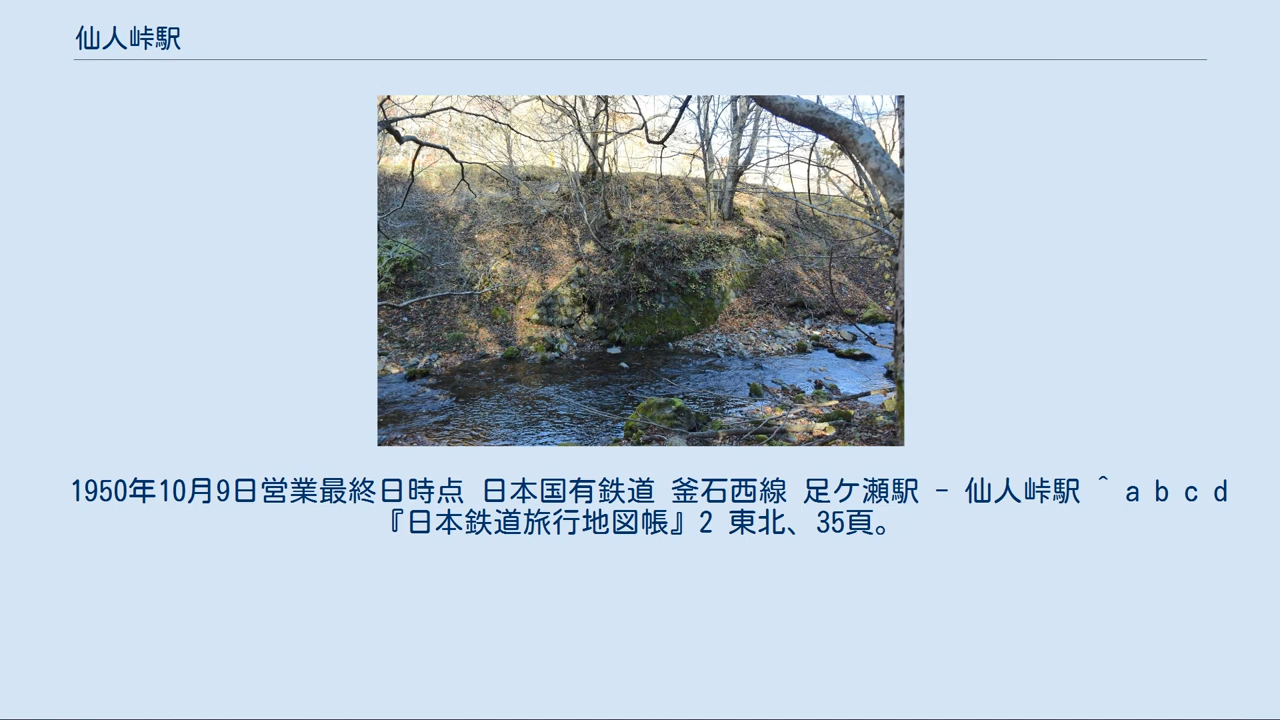 仙人峠駅
1950年10月9日営業最終日時点 日本国有鉄道 釜石西線 足ケ瀬駅 - 仙人峠駅 ^ a b c d
『日本鉄道旅行地図帳』2 東北、35頁。